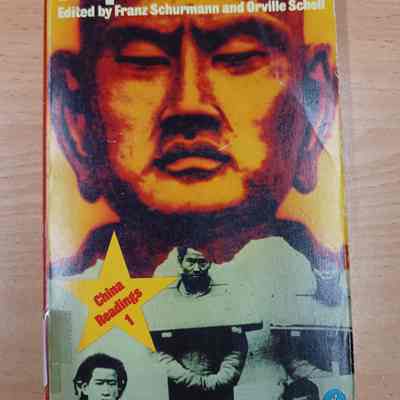 Edited by Franz Schurmann and Orville Schell
China
Readings
1